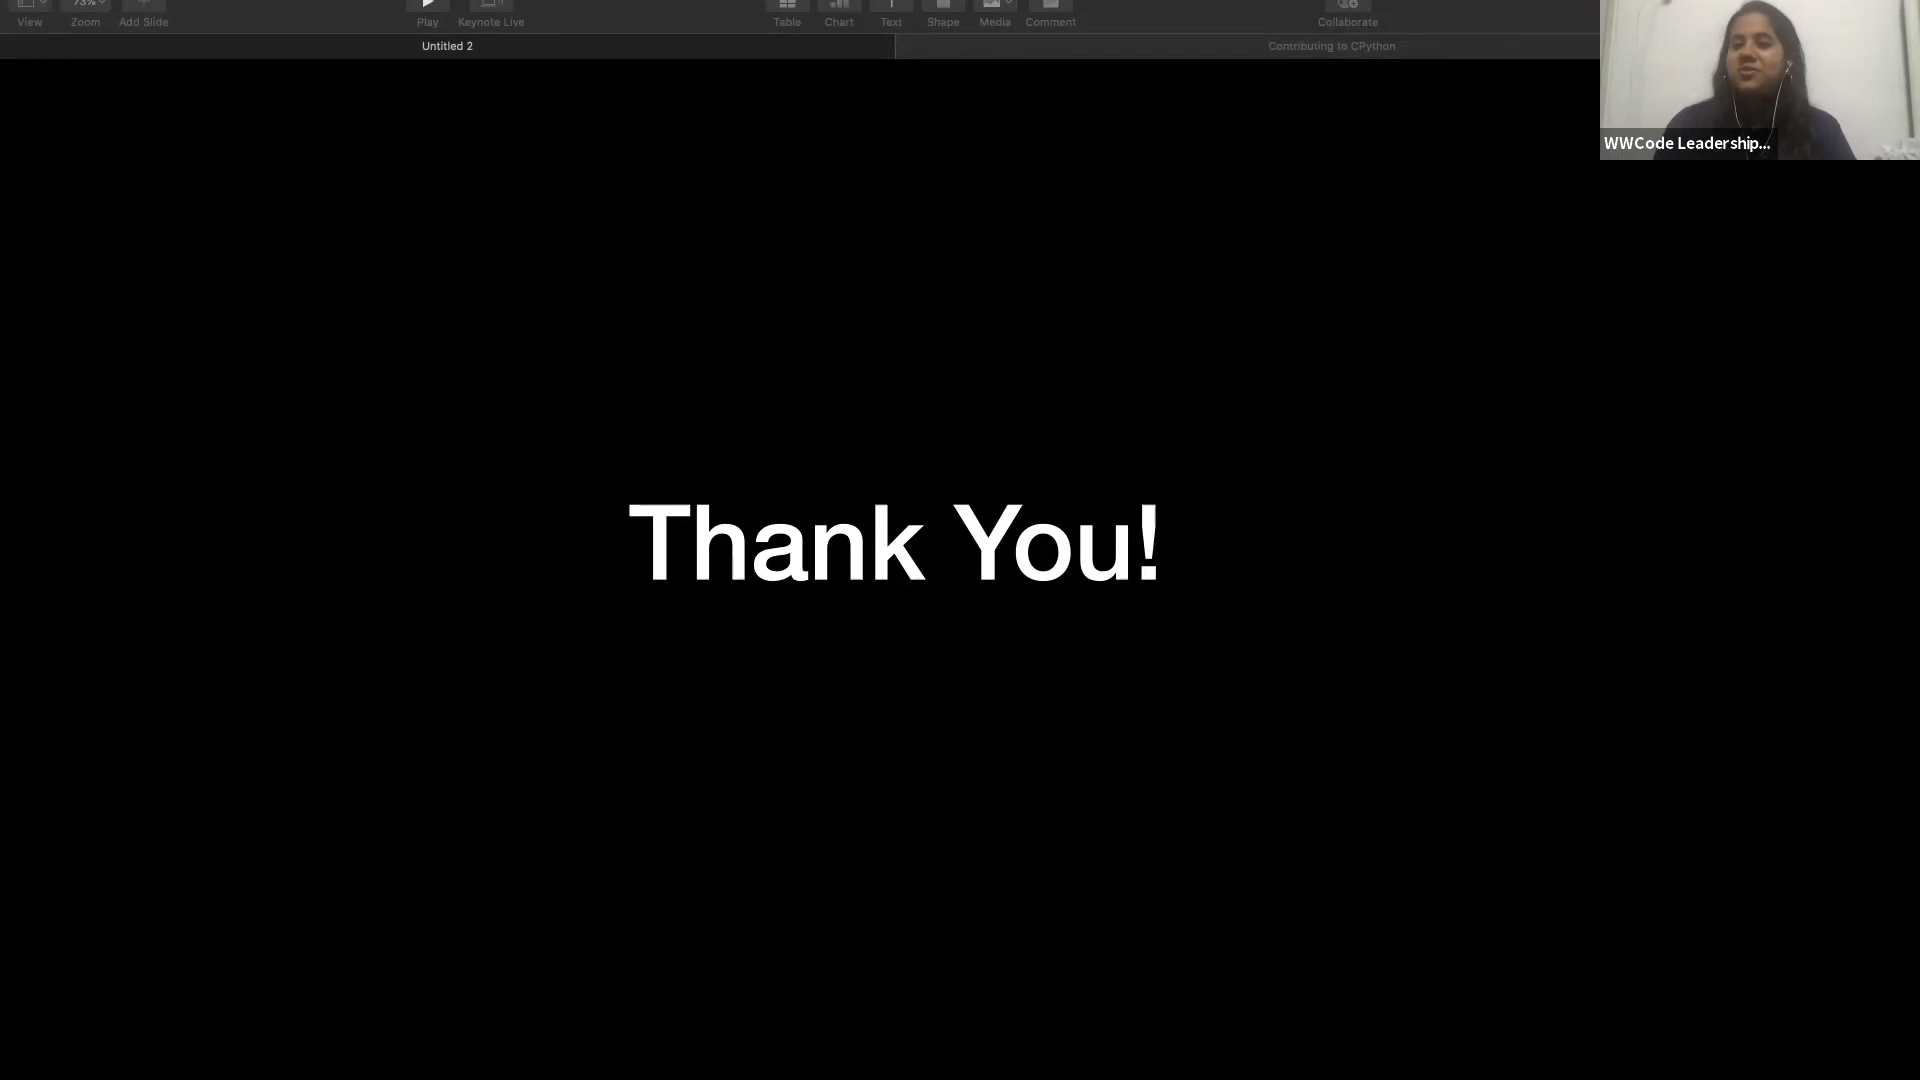 73%
View Zoom Add Slide Play Keynote Live Table Chart Text Shape Media Comment Collaborate
Untitled 2 Contributing to CPython
WWCode Leadership...
Thank You!